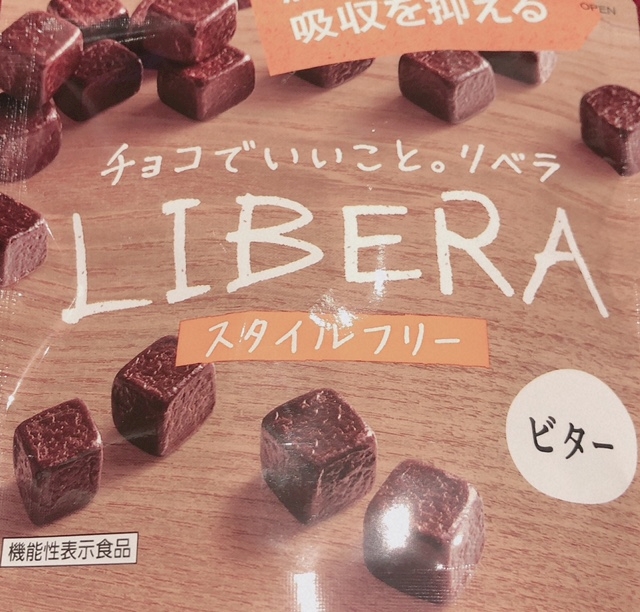 OPEN
吸収を抑える
チョコでいいこと。リベラ
LIBERA
スタイルフリー
ビター
機能性表示食品